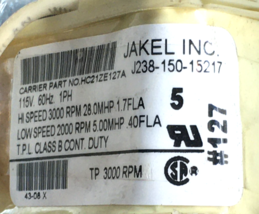 JAKEL INC.
J238-150-15217
CARRIER PART NO.HC21ZE127A
115V. 60Hz. 1PH
HI SPEED 3000 RPM 28.0MHP 1.7FLA
LOW SPEED 2000 RPM 5.00MHP .40FLA
T.P.L CLASS B CONT. DUTY
5
#127
TP 3000 RPM
43-08 X